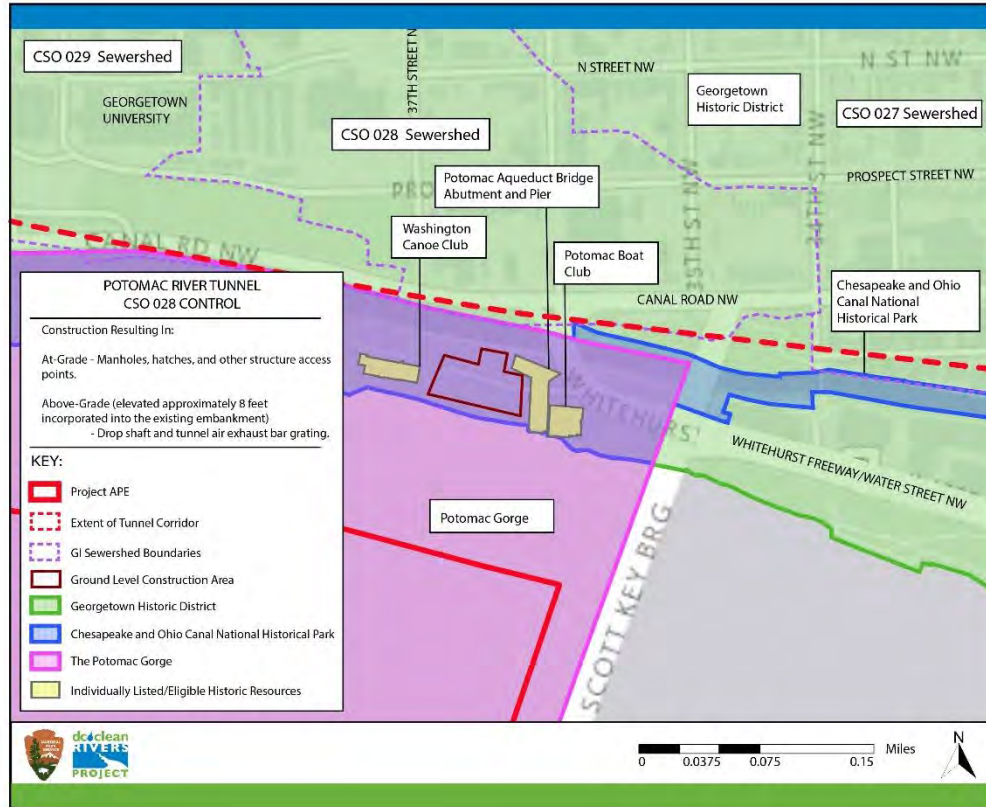 CSO 029 Sewershed
GEORGETOWN
UNIVERSITY
37TH STREET N
CSO 028 Sewershed
N STREET NW
N ST NW
Georgetown
Historic District
CSO 027 Sewershed
PRO
Potomac Aqueduct Bridge
Abutment and Pier
PROSPECT STREET NW
Washington
Canoe Club
Potomac Boat
Club
35TH ST NW
34TH ST NW
CANAL RD NW
CANAL ROAD NW
Chesapeake and Ohio
Canal National
Historical Park
WHITEHURS
WHITEHURST FREEWAY/WATER STREET NW
Potomac Gorge
SCOTT KEY BRG
POTOMAC RIVER TUNNEL
CSO 028 CONTROL
Construction Resulting In:
At-Grade - Manholes, hatches, and other structure access
points.
Above-Grade (elevated approximately 8 feet
incorporated into the existing embankment)
- Drop shaft and tunnel air exhaust bar grating.
KEY:
Project APE
Extent of Tunnel Corridor
GI Sewershed Boundaries
Ground Level Construction Area
Georgetown Historic District
Chesapeake and Ohio Canal National Historical Park
The Potomac Gorge
Individually Listed/Eligible Historic Resources
dc clean
RIVERS
PROJECT
Miles
0 0.0375 0.075 0.15
N